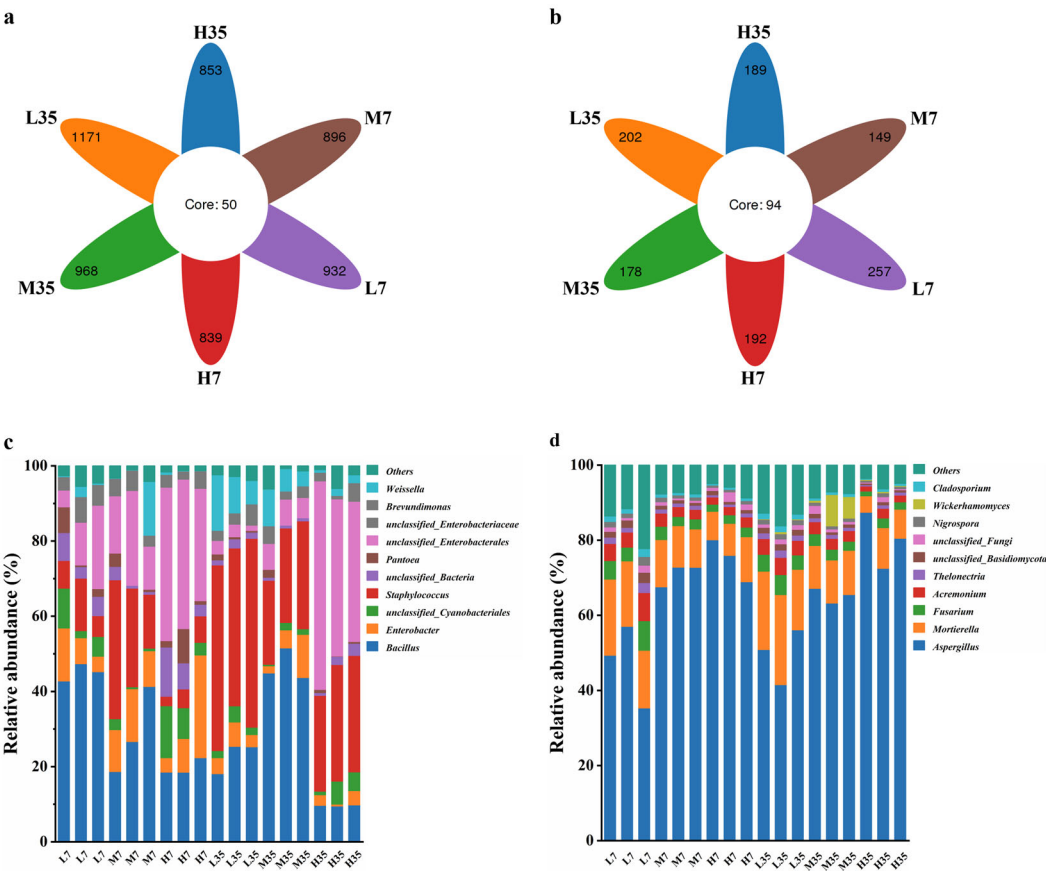 a
b
H35
853
L35
1171
M7
896
Core: 50
M35
968
932
L7
839
H7
H35
189
L35
202
M7
149
Core: 94
M35
178
257
L7
192
H7
c
Relative abundance (%)
100
80
60
40
20
0
L7 L7 L7 M7 M7 M7 H7 H7 H7 L35 L35 L35 M35 M35 M35 H35 H35 H35
Others
Weissella
Brevundimonas
unclassified_Enterobacteriaceae
unclassified_Enterobacterales
Pantoea
unclassified_Bacteria
Staphylococcus
unclassified_Cyanobacteriales
Enterobacter
Bacillus
d
Relative abundance (%)
100
80
60
40
20
0
L7 L7 L7 M7 M7 M7 H7 H7 H7 L35 L35 L35 M35 M35 M35 H35 H35 H35
Others
Cladosporium
Wickerhamoyces
Nigrospora
unclassified_Fungi
unclassified_Basidiomycota
Thelonectria
Acremonium
Fusarium
Mortierella
Aspergillus